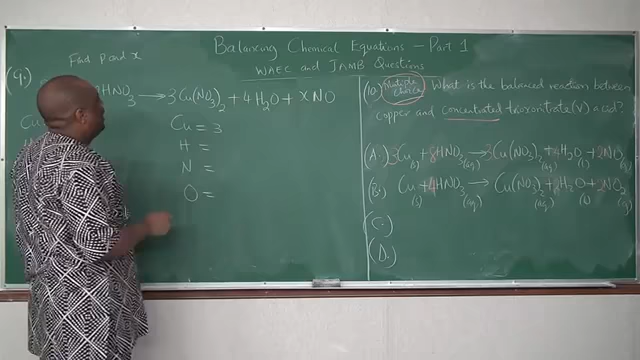 Balancing Chemical Equations – Part 1
WAEC and JAMB Questions
Find p and x
(9).
HNO₃ → 3Cu(NO₃)₂ + 4H₂O + xNO
Cu = 3
H =
N =
O =
Cu
(10). Multiple choice What is the balanced reaction between
copper and concentrated trioxonitrate(v) acid?
(A.) 3Cu(s) + 8HNO₃(aq) → 3Cu(NO₃)₂(aq) + 4H₂O(l) + 2NO(g)
(B.) Cu(s) + 4HNO₃(aq) → Cu(NO₃)₂(aq) + 2H₂O(l) + 2NO₂(g)
(C.)
(D.)